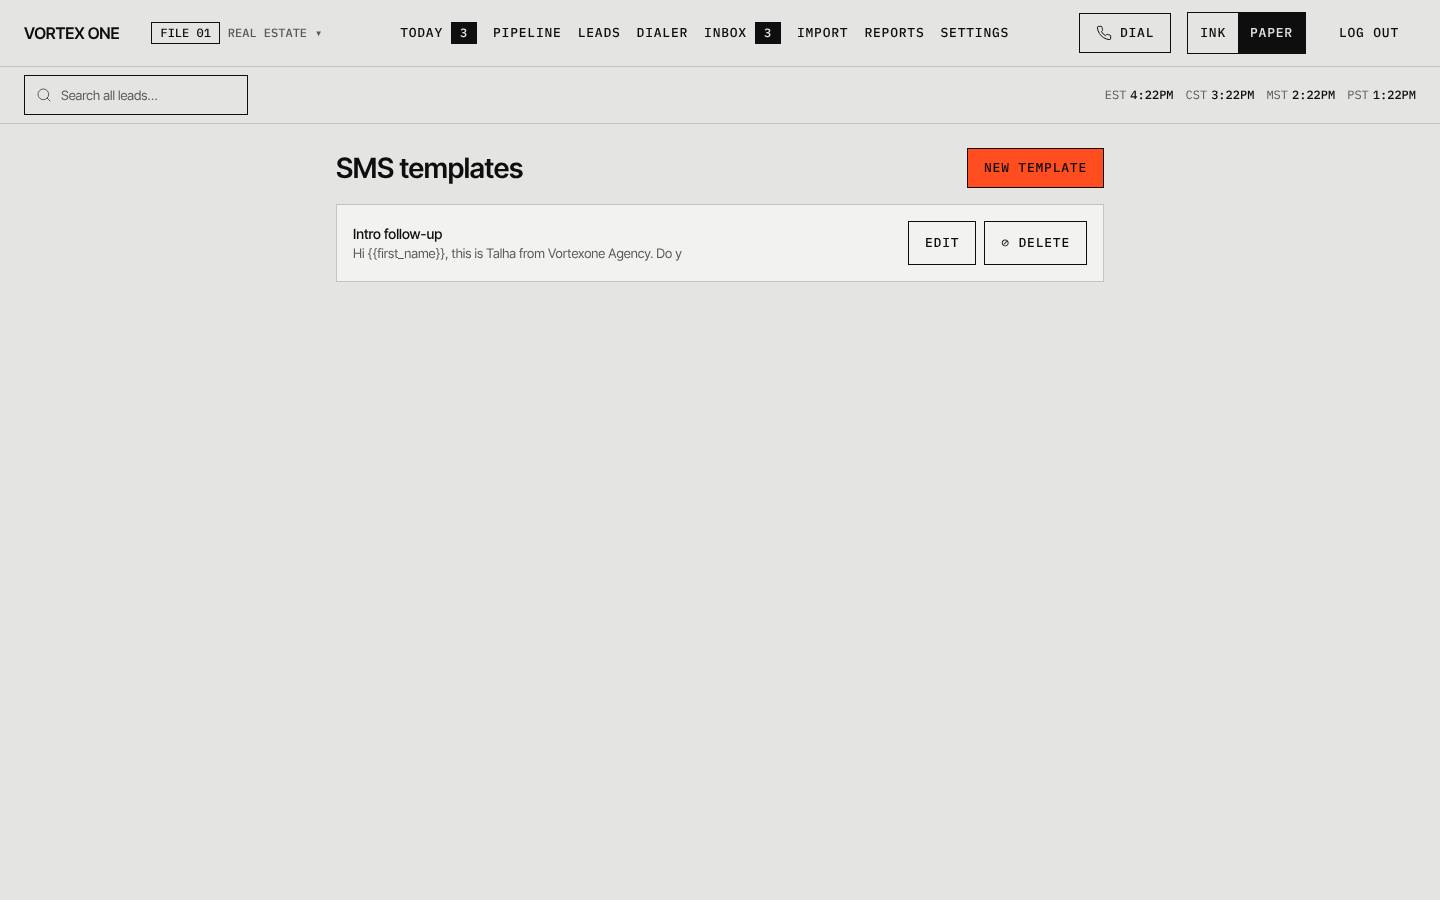 VORTEX ONE
FILE 01 REAL ESTATE ▾
TODAY 3 PIPELINE LEADS DIALER INBOX 3 IMPORT REPORTS SETTINGS
DIAL
INK PAPER
LOG OUT
Search all leads...
EST 4:22PM CST 3:22PM MST 2:22PM PST 1:22PM
SMS templates
NEW TEMPLATE
Intro follow-up
Hi {{first_name}}, this is Talha from Vortexone Agency. Do y
EDIT
⊘ DELETE